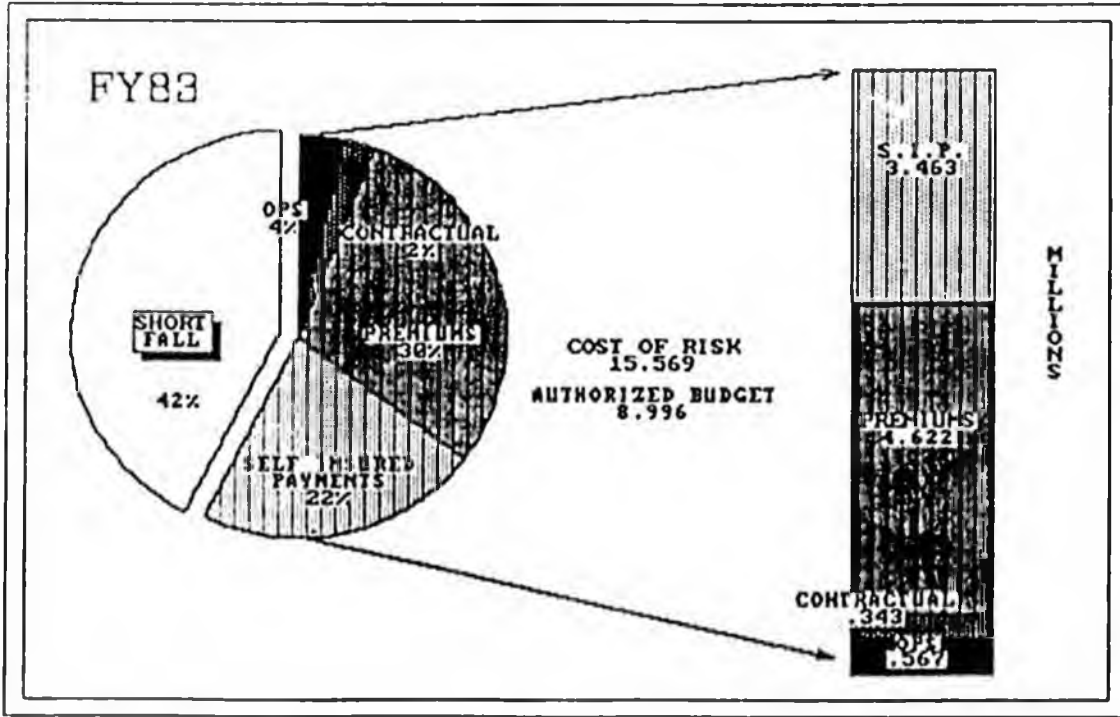 FY83
OPS
4%
CONTRACTUAL
2%
PREMIUMS
30%
SHORT
FALL
42%
SELF INSURED
PAYMENTS
22%
COST OF RISK
15.569
AUTHORIZED BUDGET
8.996
S.I.P.
3.463
PREMIUMS
4.622
CONTRACTUAL
.343
OPS
.567
MILLIONS